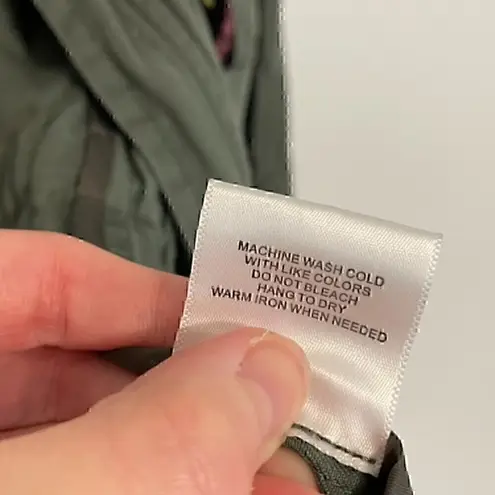 MACHINE WASH COLD
WITH LIKE COLORS
DO NOT BLEACH
HANG TO DRY
WARM IRON WHEN NEEDED